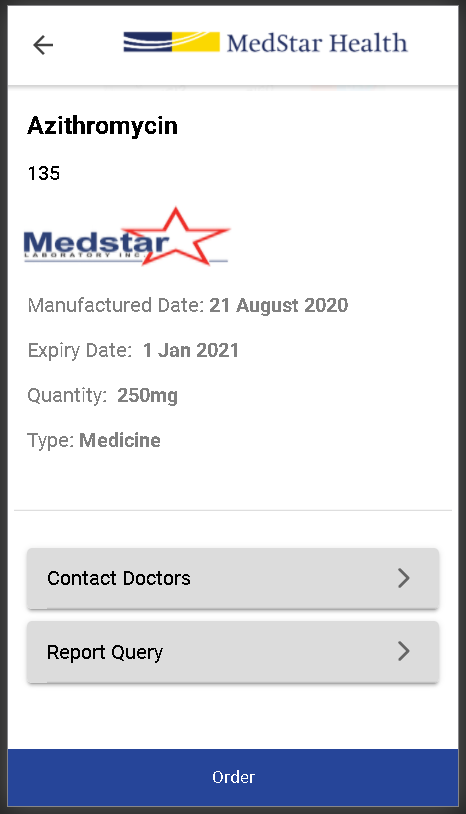 MedStar Health
Azithromycin
135
Medstar
LABORATORY INC.
Manufactured Date: 21 August 2020
Expiry Date: 1 Jan 2021
Quantity: 250mg
Type: Medicine
Contact Doctors
Report Query
Order